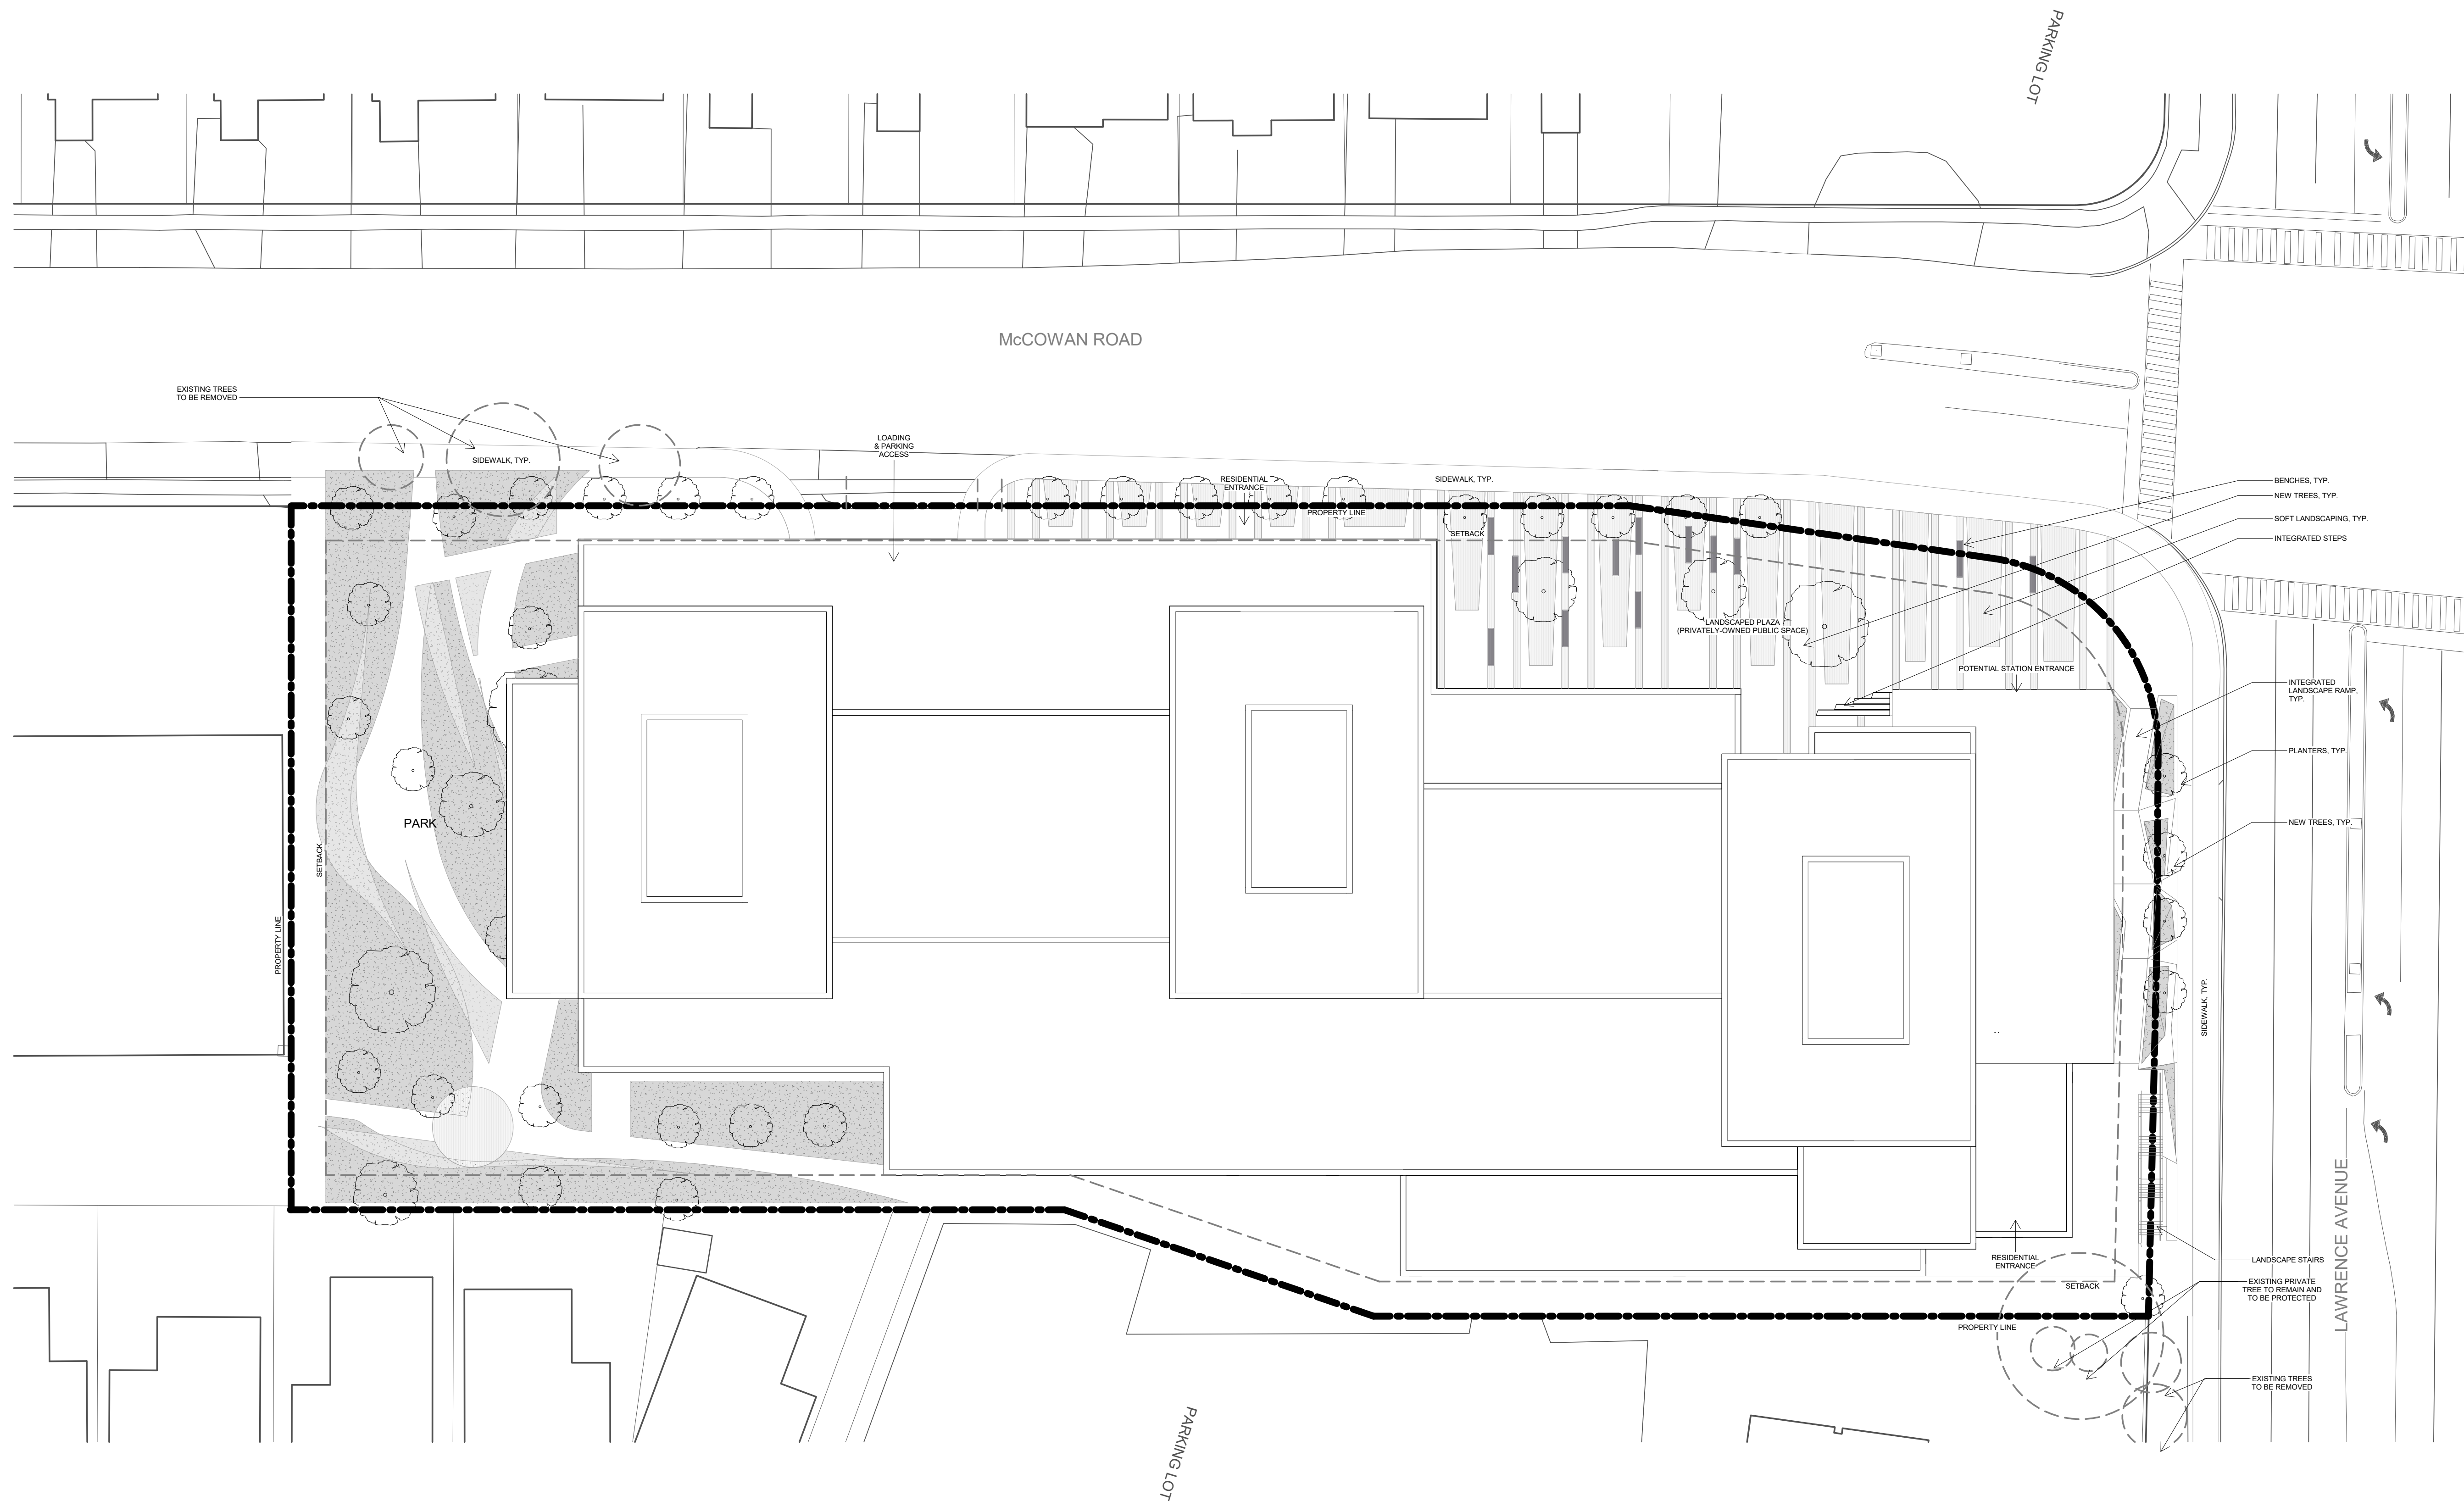 PARKING LOT
McCOWAN ROAD
EXISTING TREES
TO BE REMOVED
LOADING
& PARKING
ACCESS
SIDEWALK, TYP.
RESIDENTIAL
ENTRANCE
SIDEWALK, TYP.
PROPERTY LINE
SETBACK
BENCHES, TYP.
NEW TREES, TYP.
SOFT LANDSCAPING, TYP.
INTEGRATED STEPS
LANDSCAPED PLAZA
(PRIVATELY-OWNED PUBLIC SPACE)
POTENTIAL STATION ENTRANCE
INTEGRATED
LANDSCAPE RAMP,
TYP.
PLANTERS, TYP.
NEW TREES, TYP.
PARK
SETBACK
PROPERTY LINE
SIDEWALK, TYP.
LAWRENCE AVENUE
RESIDENTIAL
ENTRANCE
SETBACK
LANDSCAPE STAIRS
EXISTING PRIVATE
TREE TO REMAIN AND
TO BE PROTECTED
PROPERTY LINE
EXISTING TREES
TO BE REMOVED
PARKING LOT